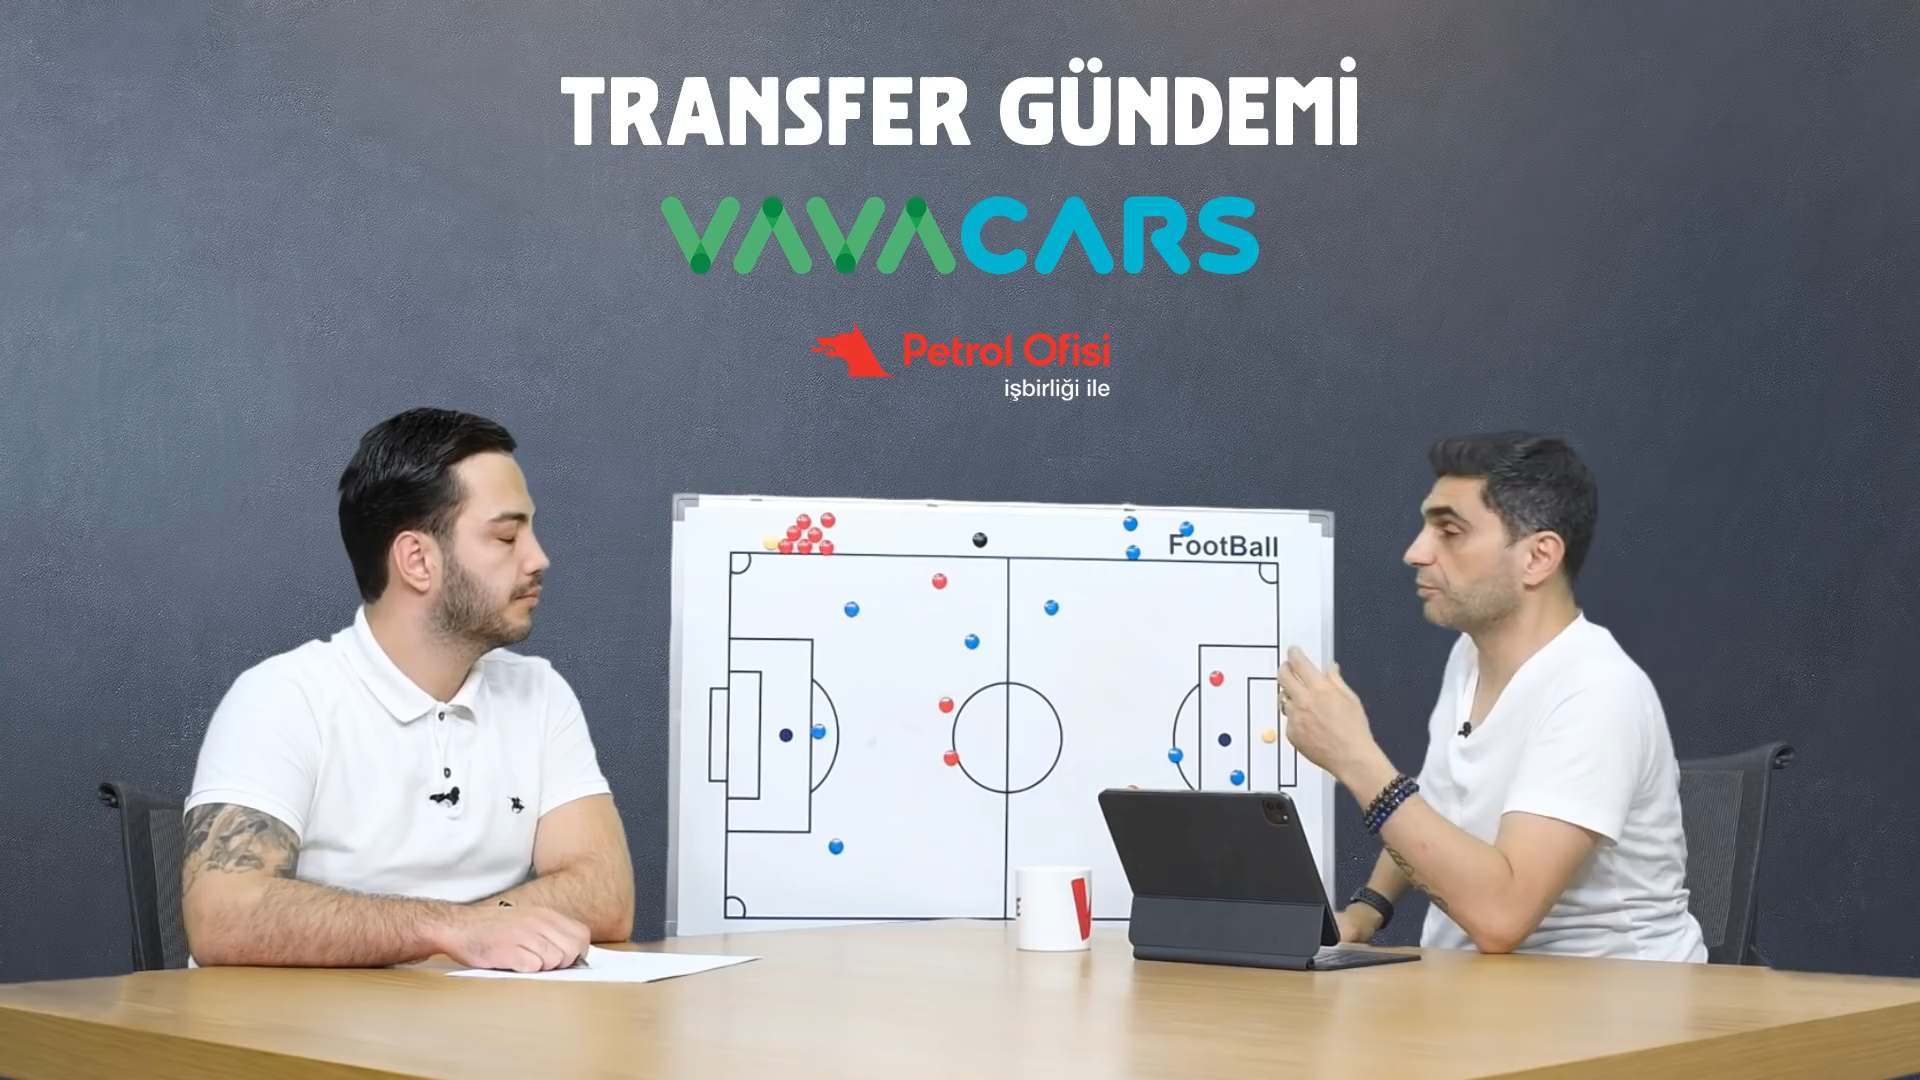 TRANSFER GÜNDEMİ
VAVACARS
Petrol Ofisi
işbirliği ile
FootBall